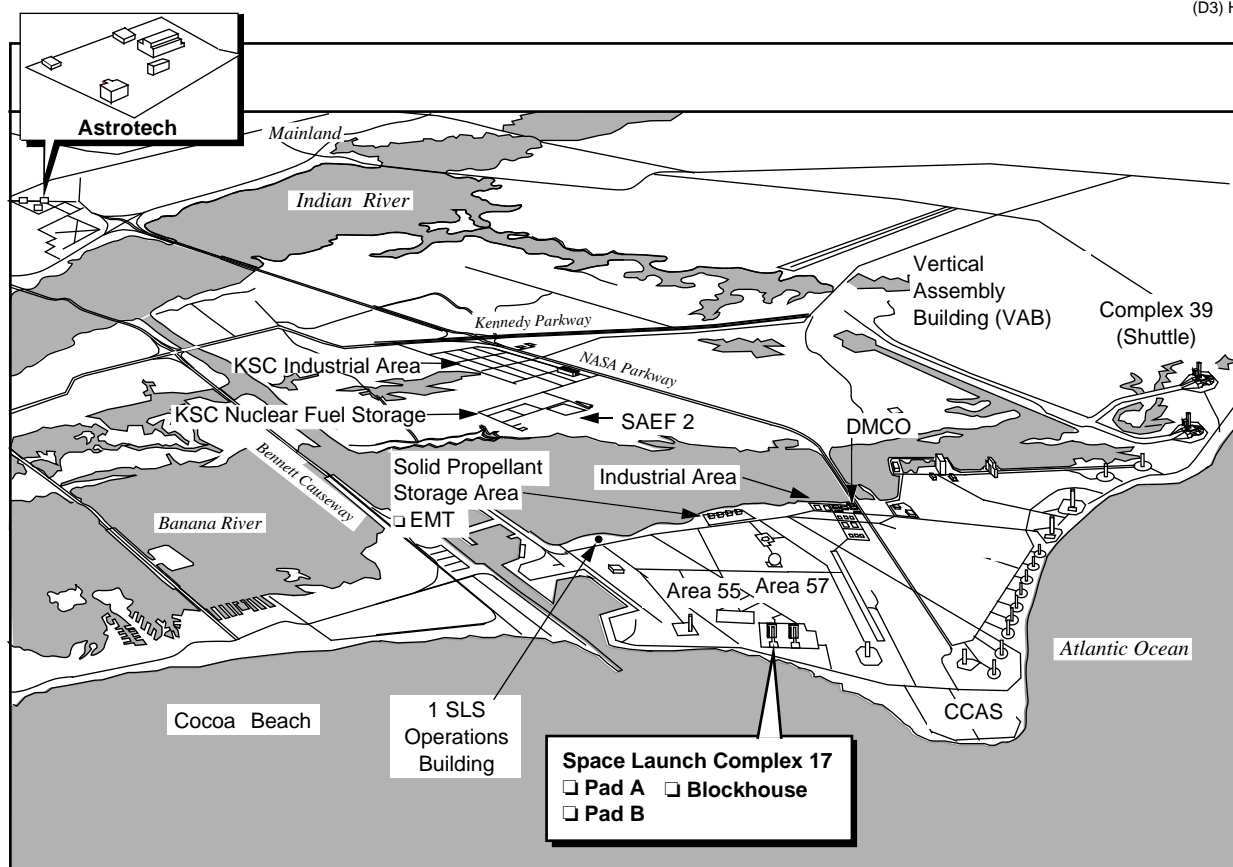 (D3) H
Astrotech
Mainland
Indian River
Vertical
Assembly
Building (VAB)
Complex 39
(Shuttle)
Kennedy Parkway
NASA Parkway
KSC Industrial Area
KSC Nuclear Fuel Storage
SAEF 2
DMCO
Bennett Causeway
Solid Propellant
Storage Area
❑ EMT
Industrial Area
Banana River
Area 55
Area 57
Atlantic Ocean
Cocoa Beach
1 SLS
Operations
Building
CCAS
Space Launch Complex 17
❑ Pad A ❑ Blockhouse
❑ Pad B